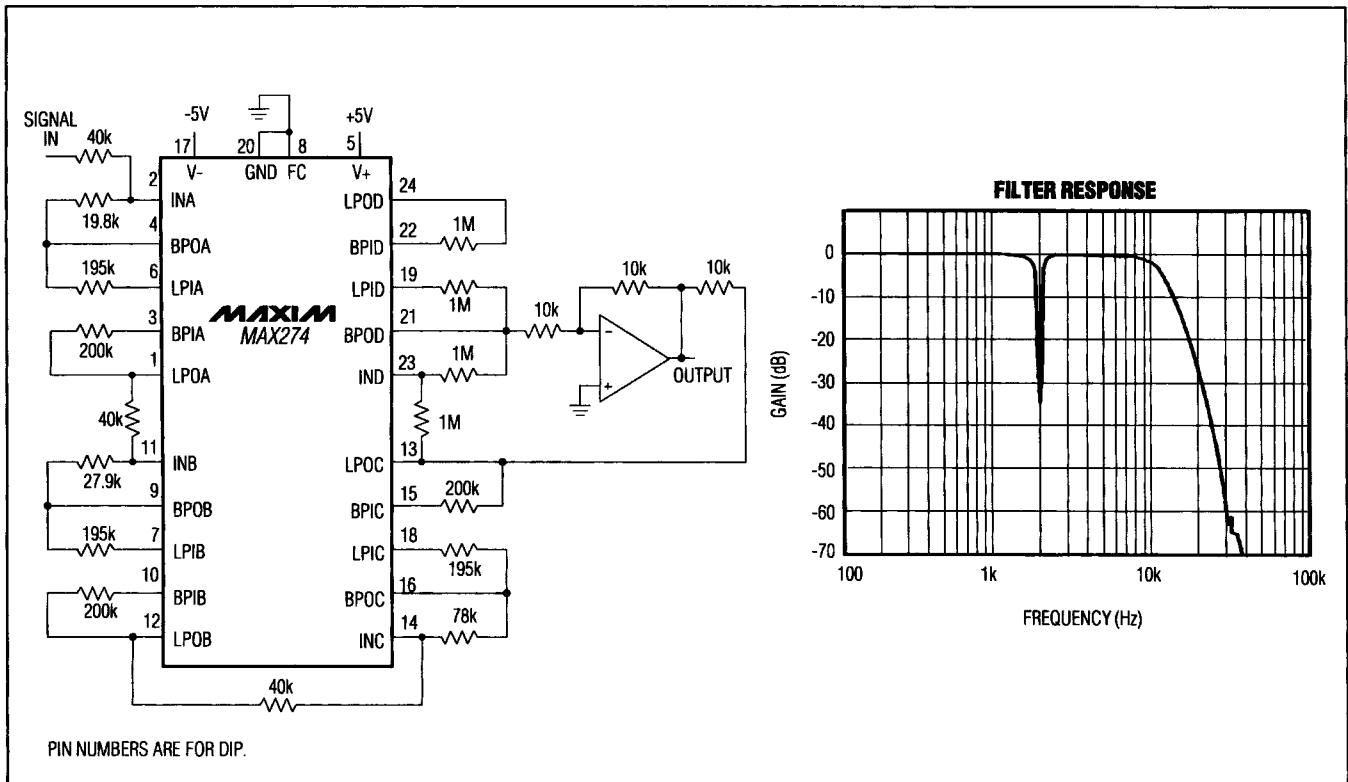 SIGNAL IN
40k
-5V
+5V
17
20
8
5
V-
GND
FC
V+
2
INA
19.8k
4
BPOA
195k
6
LPIA
3
BPIA
200k
1
LPOA
40k
11
INB
27.9k
9
BPOB
195k
7
LPIB
10
BPIB
200k
12
LPOB
MAXIM
MAX274
24
LPOD
1M
22
BPID
19
LPID
1M
21
BPOD
23
IND
1M
1M
13
LPOC
200k
15
BPIC
18
LPIC
195k
16
BPOC
78k
14
INC
40k
10k
10k
10k
-
+
OUTPUT
PIN NUMBERS ARE FOR DIP.
FILTER RESPONSE
GAIN (dB)
0
-10
-20
-30
-40
-50
-60
-70
100
1k
10k
100k
FREQUENCY (Hz)